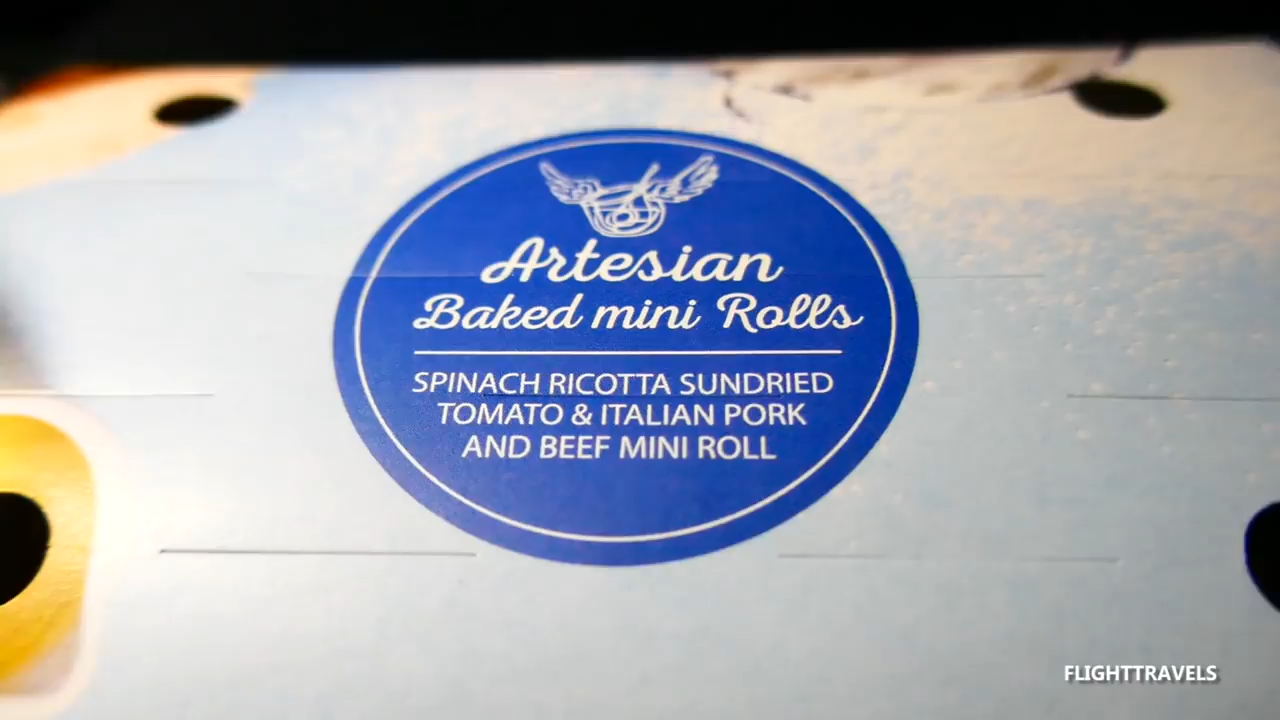 Artesian
Baked mini Rolls
SPINACH RICOTTA SUNDRIED
TOMATO & ITALIAN PORK
AND BEEF MINI ROLL
FLIGHTTRAVELS